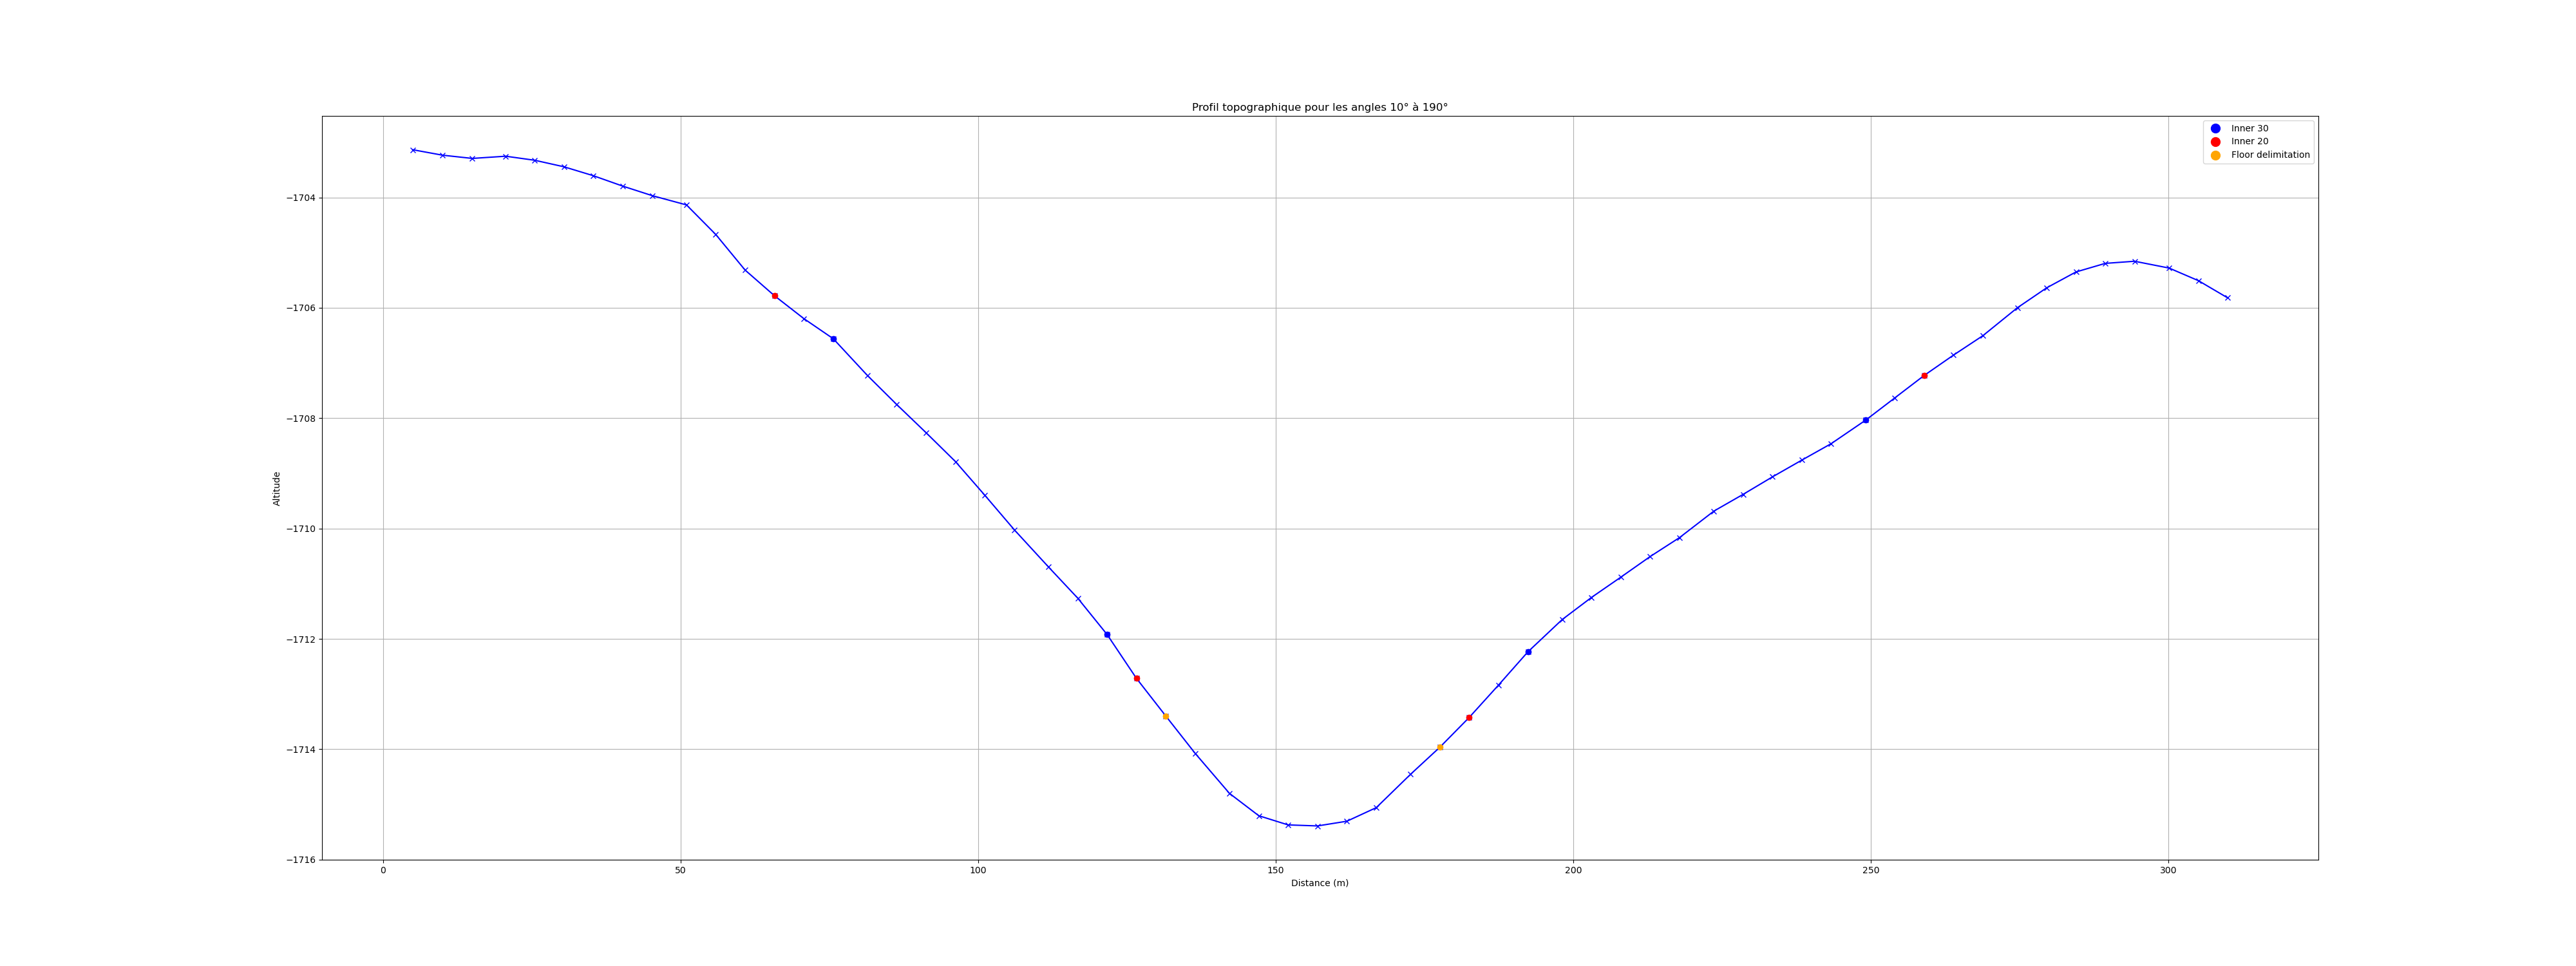 Profil topographique pour les angles 10° à 190°
Inner 30
Inner 20
Floor delimitation
Altitude
−1704
−1706
−1708
−1710
−1712
−1714
−1716
0 50 100 150 200 250 300
Distance (m)